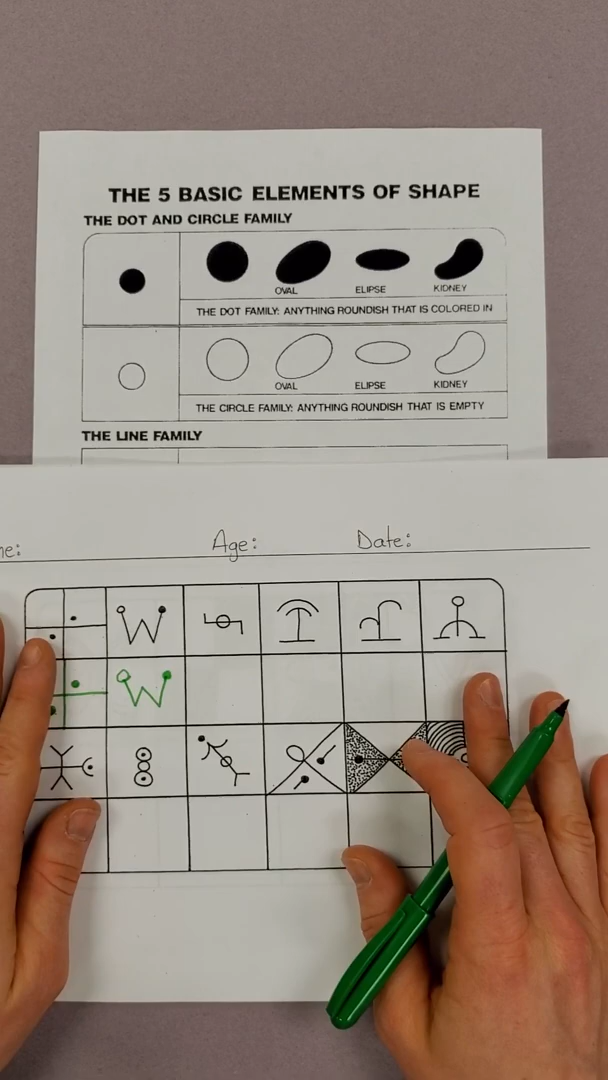 THE 5 BASIC ELEMENTS OF SHAPE
THE DOT AND CIRCLE FAMILY
OVAL ELIPSE KIDNEY
THE DOT FAMILY: ANYTHING ROUNDISH THAT IS COLORED IN
OVAL ELIPSE KIDNEY
THE CIRCLE FAMILY: ANYTHING ROUNDISH THAT IS EMPTY
THE LINE FAMILY
Age: Date: